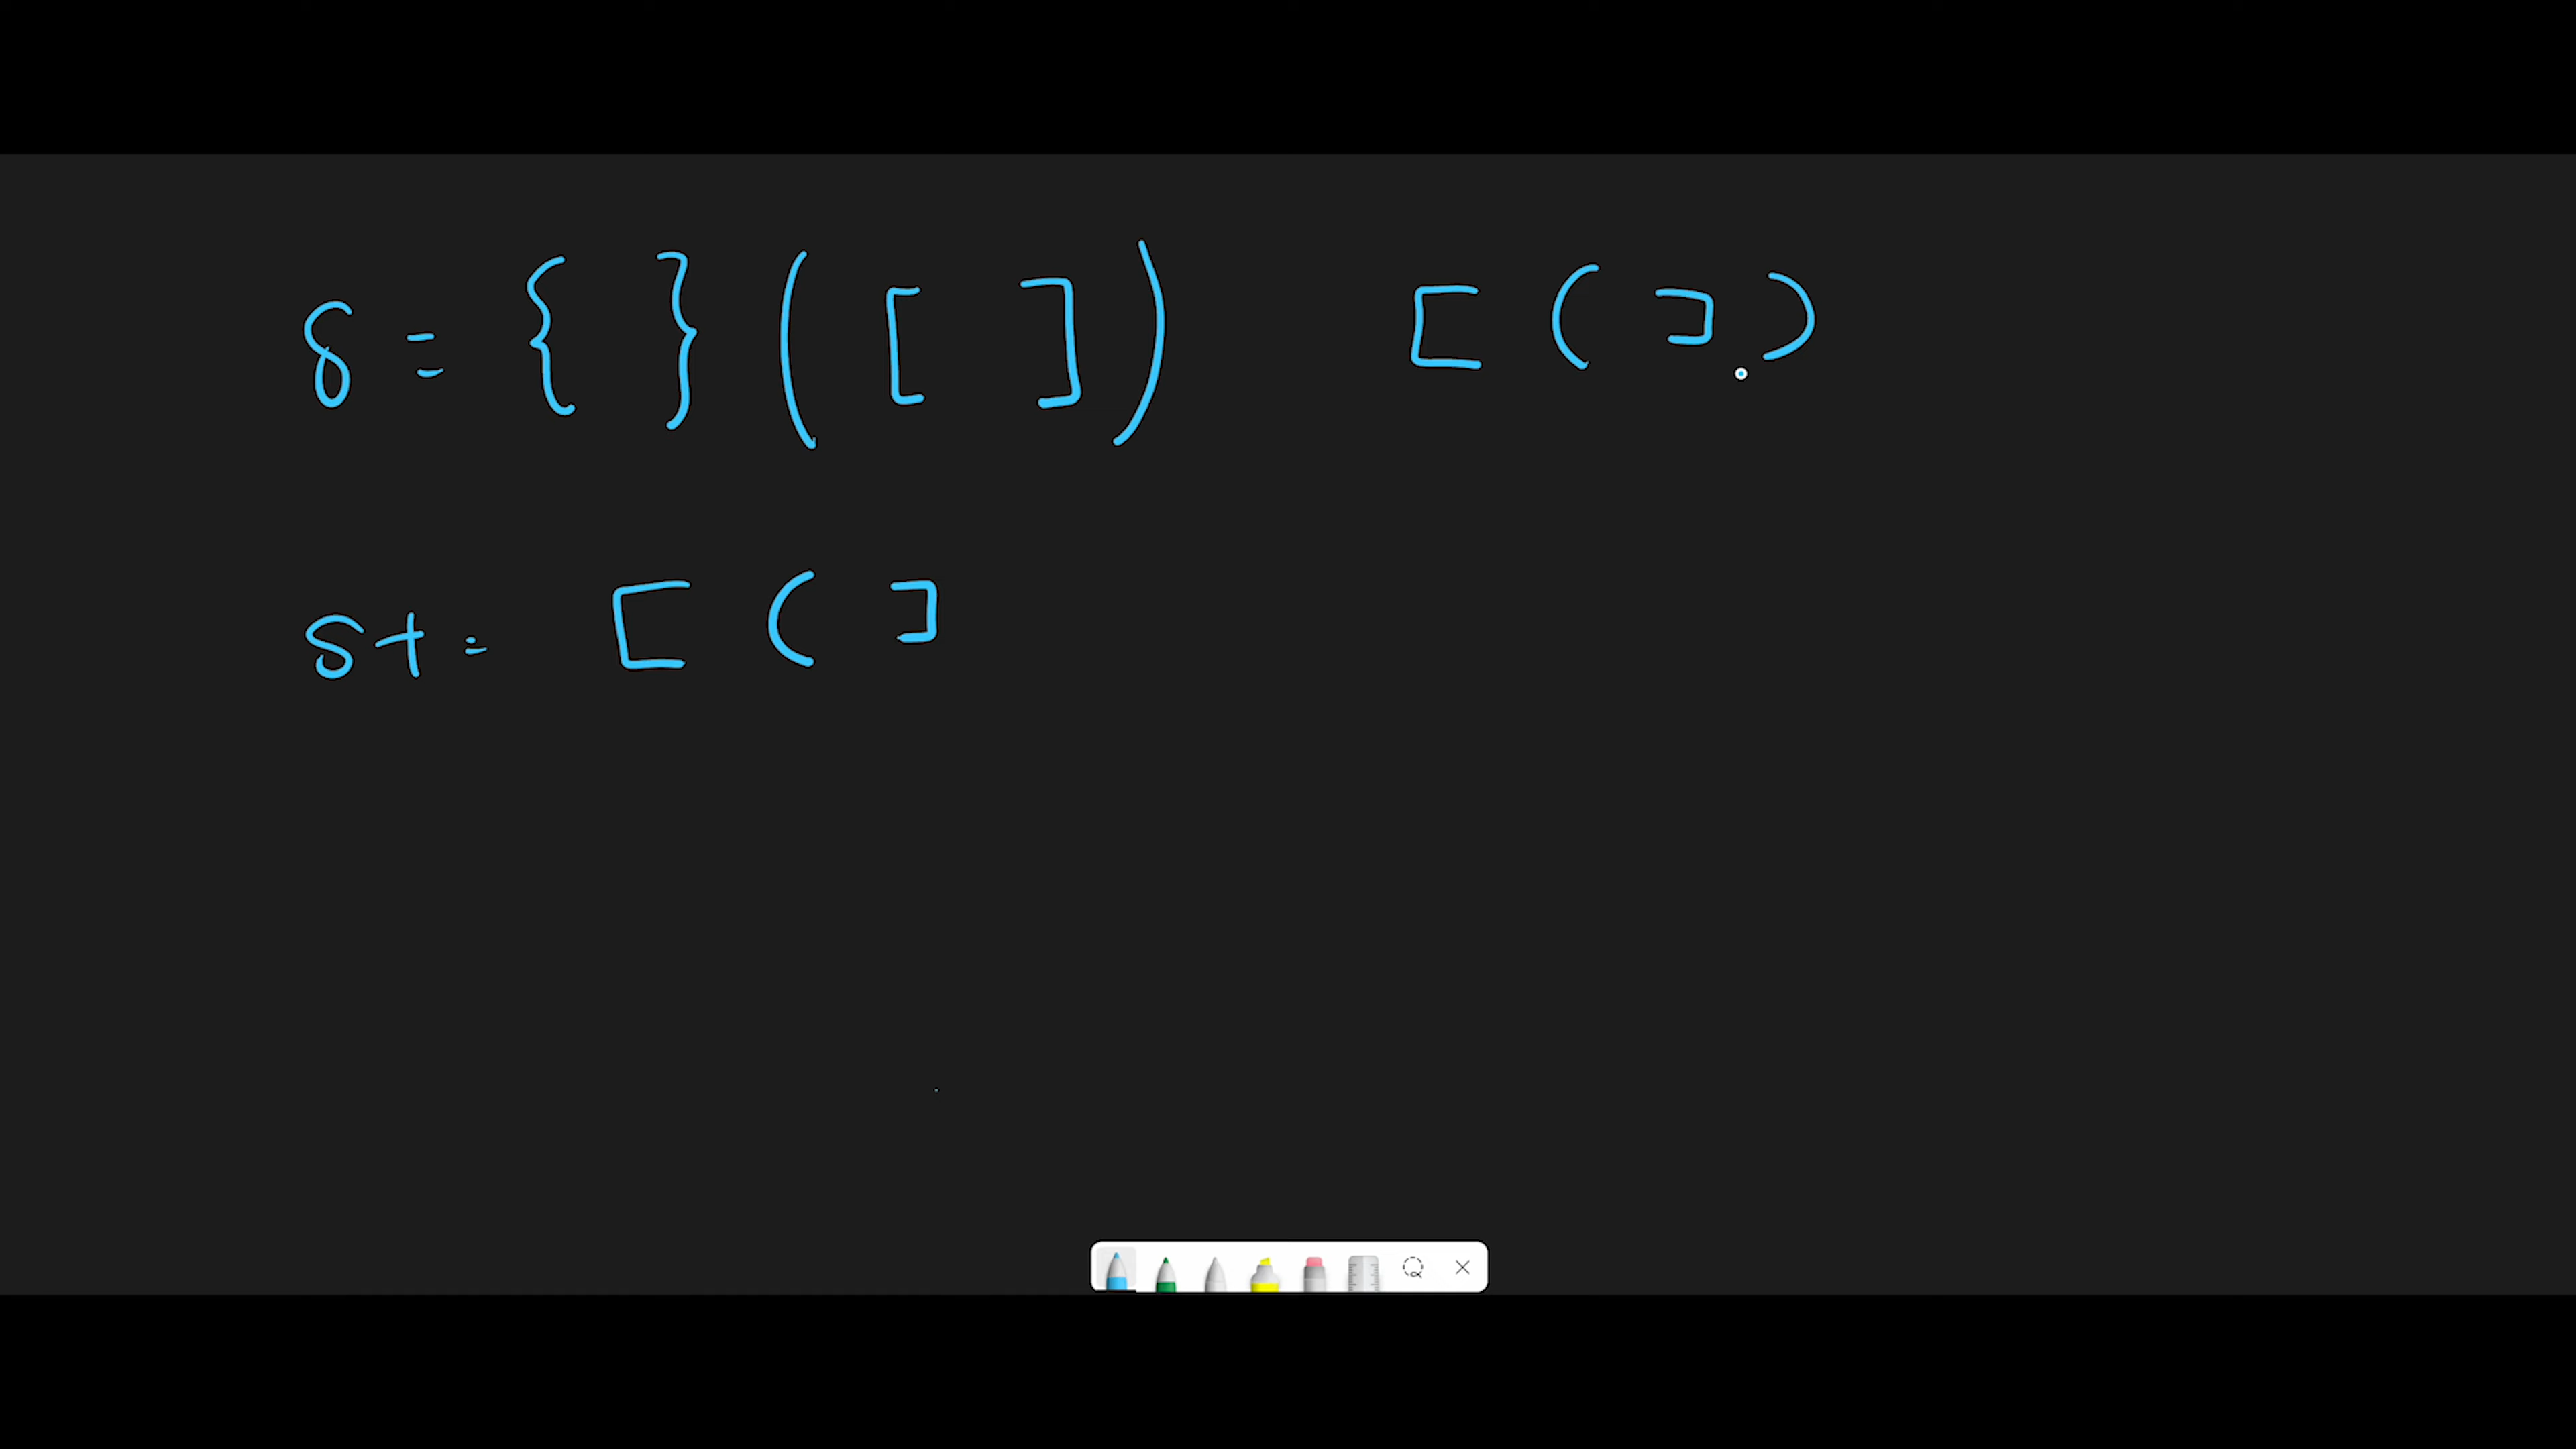 S = { } ( [ ] ) [ ( ] )
st = [ ( ]